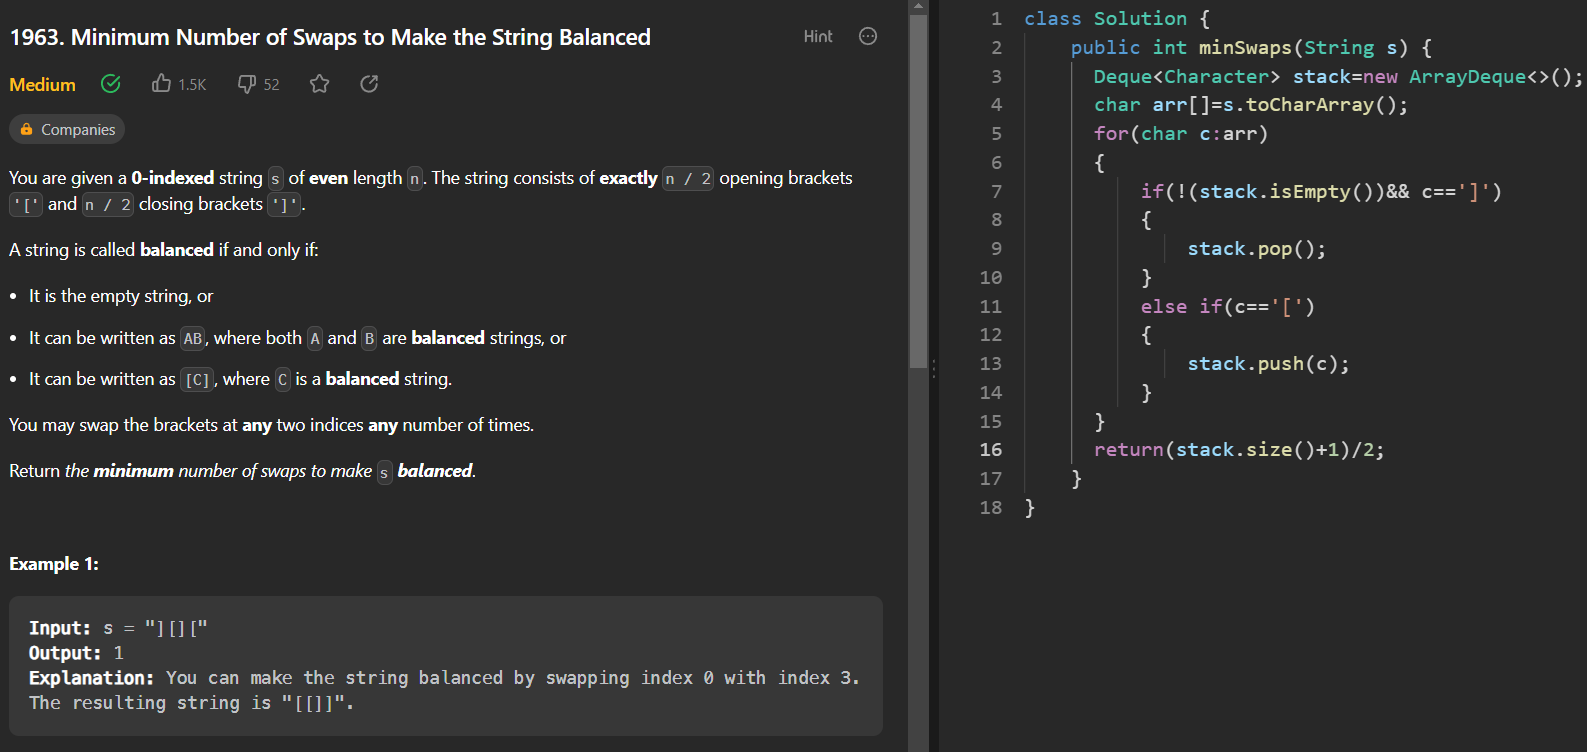 1963. Minimum Number of Swaps to Make the String Balanced
Hint
Medium 1.5K 52
Companies
You are given a 0-indexed string s of even length n. The string consists of exactly n / 2 opening brackets
'[' and n / 2 closing brackets ']'.
A string is called balanced if and only if:
• It is the empty string, or
• It can be written as AB, where both A and B are balanced strings, or
• It can be written as [C], where C is a balanced string.
You may swap the brackets at any two indices any number of times.
Return the minimum number of swaps to make s balanced.
Example 1:
Input: s = "][]["
Output: 1
Explanation: You can make the string balanced by swapping index 0 with index 3.
The resulting string is "[[]]".
1 class Solution {
2     public int minSwaps(String s) {
3       Deque<Character> stack=new ArrayDeque<>();
4       char arr[]=s.toCharArray();
5       for(char c:arr)
6       {
7           if(!(stack.isEmpty())&& c==']')
8           {
9               stack.pop();
10           }
11           else if(c=='[')
12           {
13               stack.push(c);
14           }
15       }
16       return(stack.size()+1)/2;
17     }
18 }